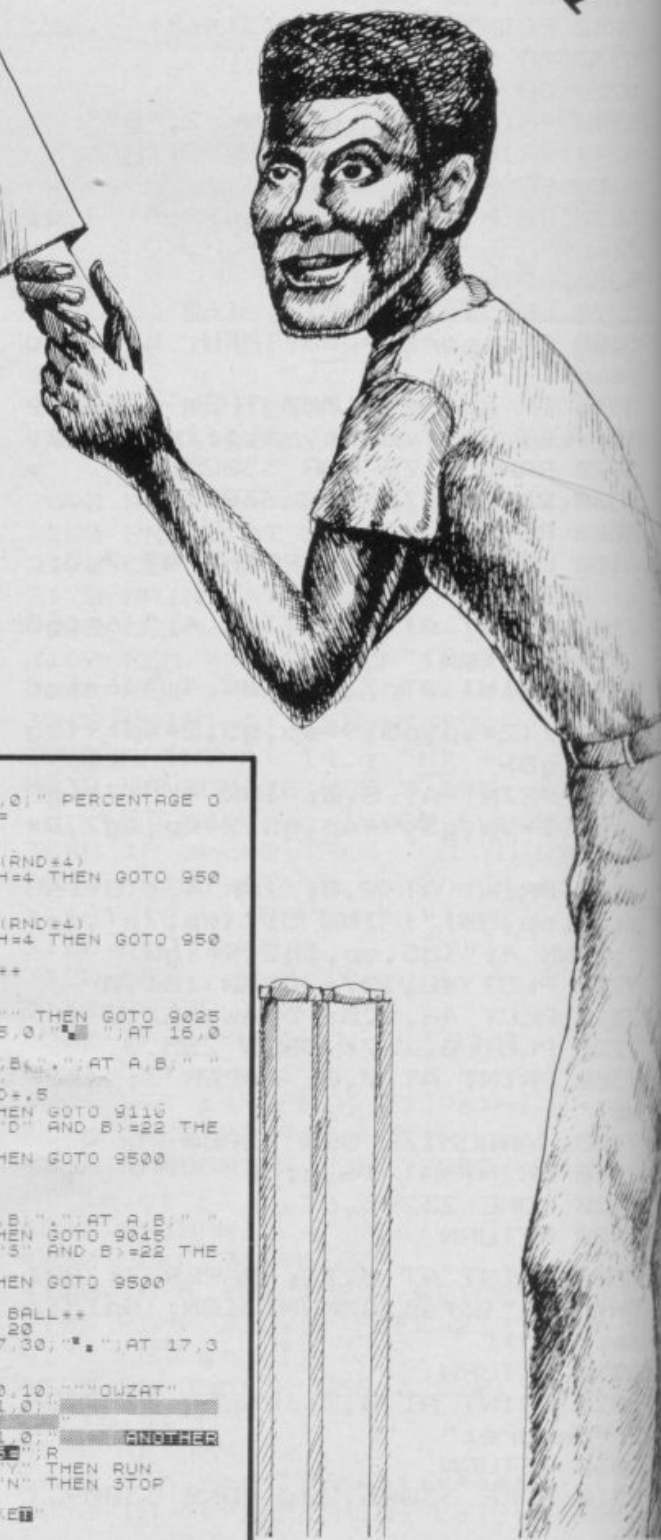 ,0;" PERCENTAGE O
=
(RND*4)
H=4 THEN GOTO 950
(RND*4)
H=4 THEN GOTO 950
**
"" THEN GOTO 9025
5,0;" ";AT 16,0
,B;".";AT A,B;" "
D*.5
HEN GOTO 9110
"D" AND B>=22 THE
HEN GOTO 9500
,B;".";AT A,B;" "
HEN GOTO 9045
"S" AND B>=22 THE
HEN GOTO 9500
BALL**
20
7,30;" ";AT 17,3
0,10;"""OWZAT"
1,0;"
"
1,0;" ANOTHER
S=";R
"Y" THEN RUN
"N" THEN STOP
KET"